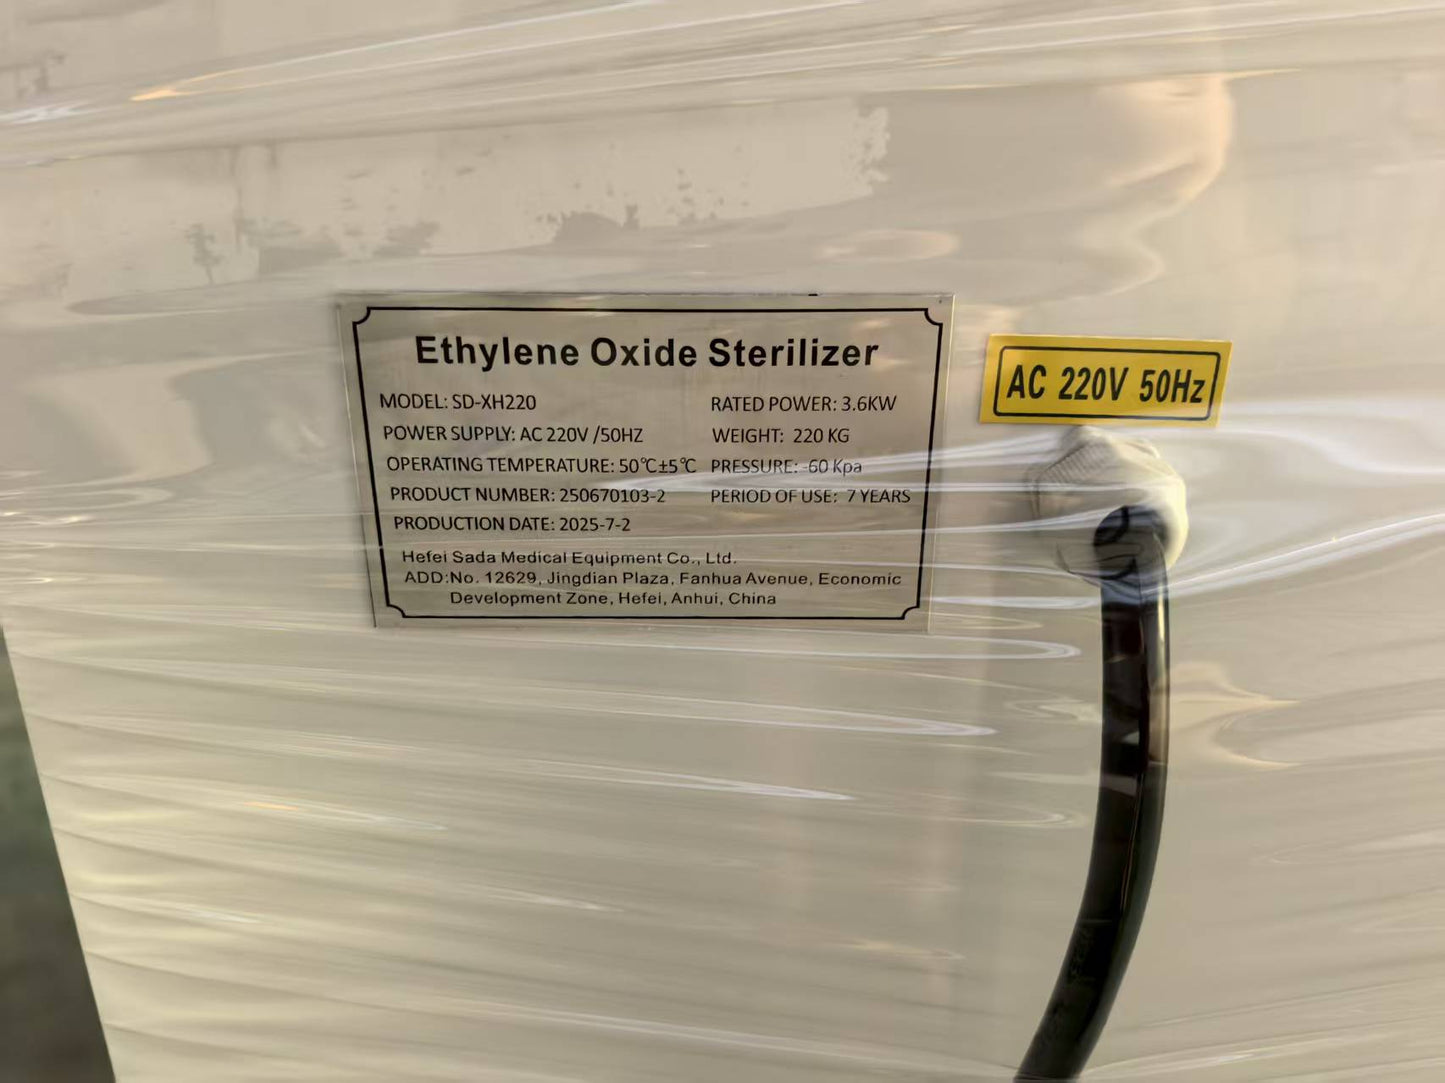 Ethylene Oxide Sterilizer
MODEL: SD-XH220 RATED POWER: 3.6KW
POWER SUPPLY: AC 220V /50HZ WEIGHT: 220 KG
OPERATING TEMPERATURE: 50℃±5℃ PRESSURE: -60 Kpa
PRODUCT NUMBER: 250670103-2 PERIOD OF USE: 7 YEARS
PRODUCTION DATE: 2025-7-2
Hefei Sada Medical Equipment Co., Ltd.
ADD:No. 12629, Jingdian Plaza, Fanhua Avenue, Economic
Development Zone, Hefei, Anhui, China
AC 220V 50Hz